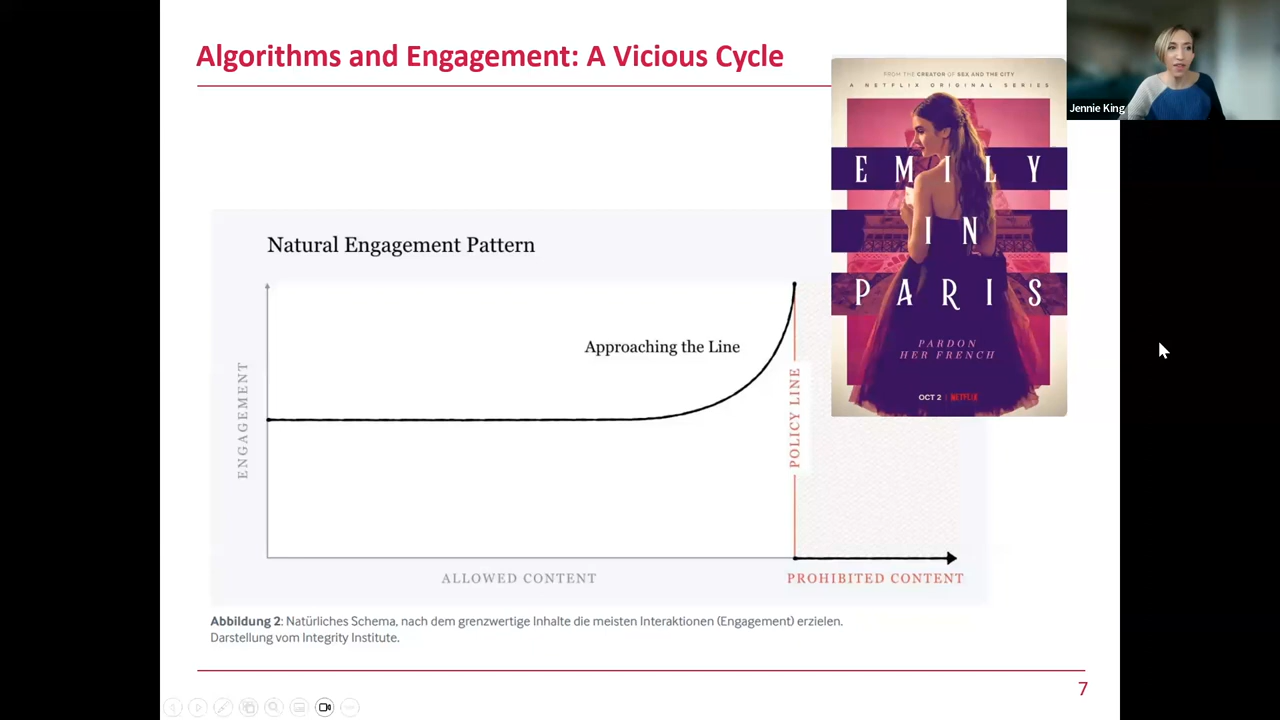 Algorithms and Engagement: A Vicious Cycle
Jennie King
FROM THE CREATOR OF SEX AND THE CITY
A NETFLIX ORIGINAL SERIES
EMILY
IN
PARIS
PARDON
HER FRENCH
OCT 2 | NETFLIX
Natural Engagement Pattern
Approaching the Line
ENGAGEMENT
POLICY LINE
ALLOWED CONTENT
PROHIBITED CONTENT
Abbildung 2: Natürliches Schema, nach dem grenzwertige Inhalte die meisten Interaktionen (Engagement) erzielen.
Darstellung vom Integrity Institute.
7